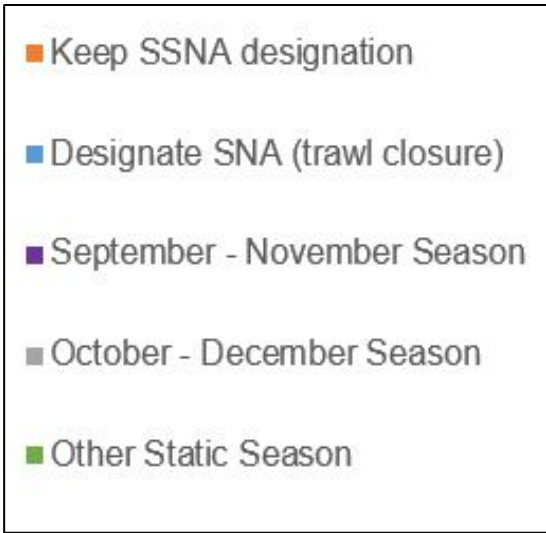 Keep SSNA designation
Designate SNA (trawl closure)
September - November Season
October - December Season
Other Static Season